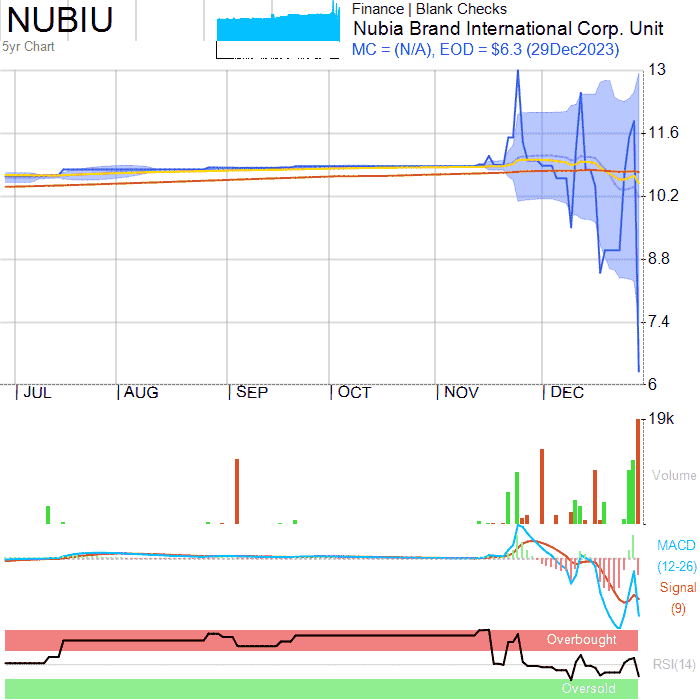 NUBIU
5yr Chart
Finance | Blank Checks
Nubia Brand International Corp. Unit
MC = (N/A), EOD = $6.3 (29Dec2023)
13
11.6
10.2
8.8
7.4
6
JUL AUG SEP OCT NOV DEC
19k
Volume
MACD
(12-26)
Signal
(9)
Overbought
RSI(14)
Oversold